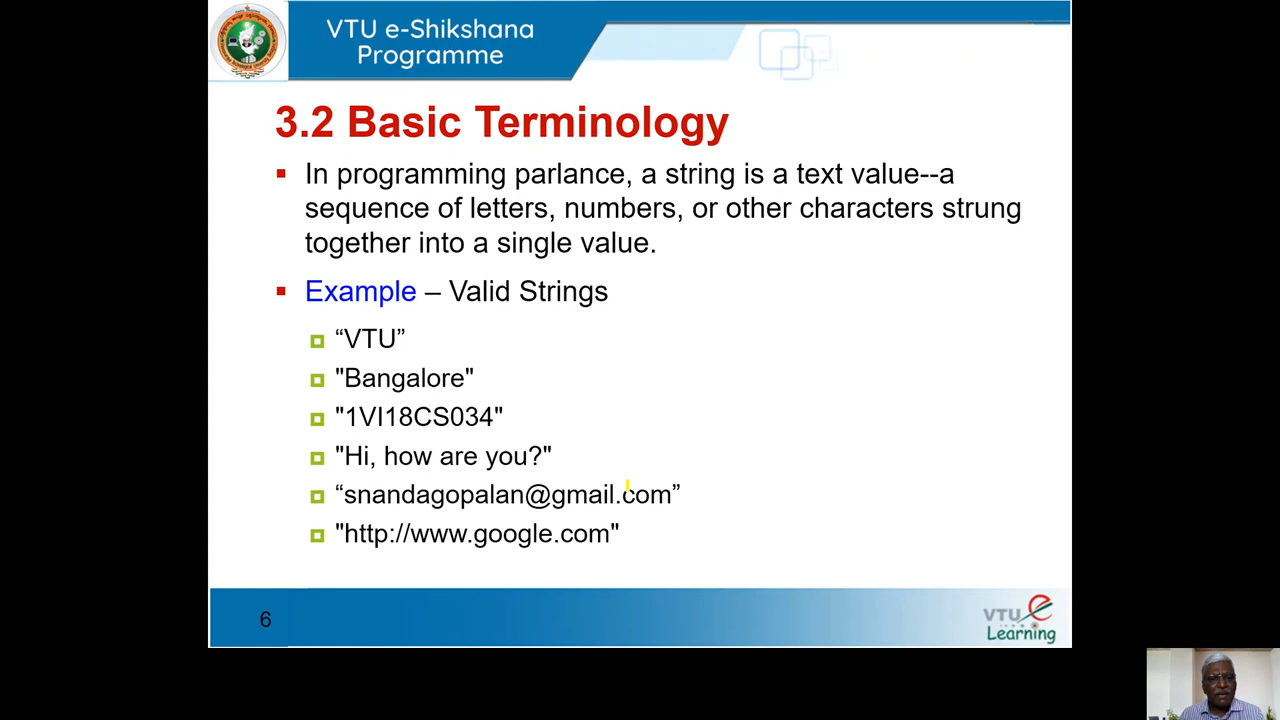 VTU e-Shikshana
Programme
3.2 Basic Terminology
In programming parlance, a string is a text value--a
sequence of letters, numbers, or other characters strung
together into a single value.
Example – Valid Strings
“VTU”
"Bangalore"
"1VI18CS034"
"Hi, how are you?"
“snandagopalan@gmail.com”
"http://www.google.com"
6
VTU e
Learning